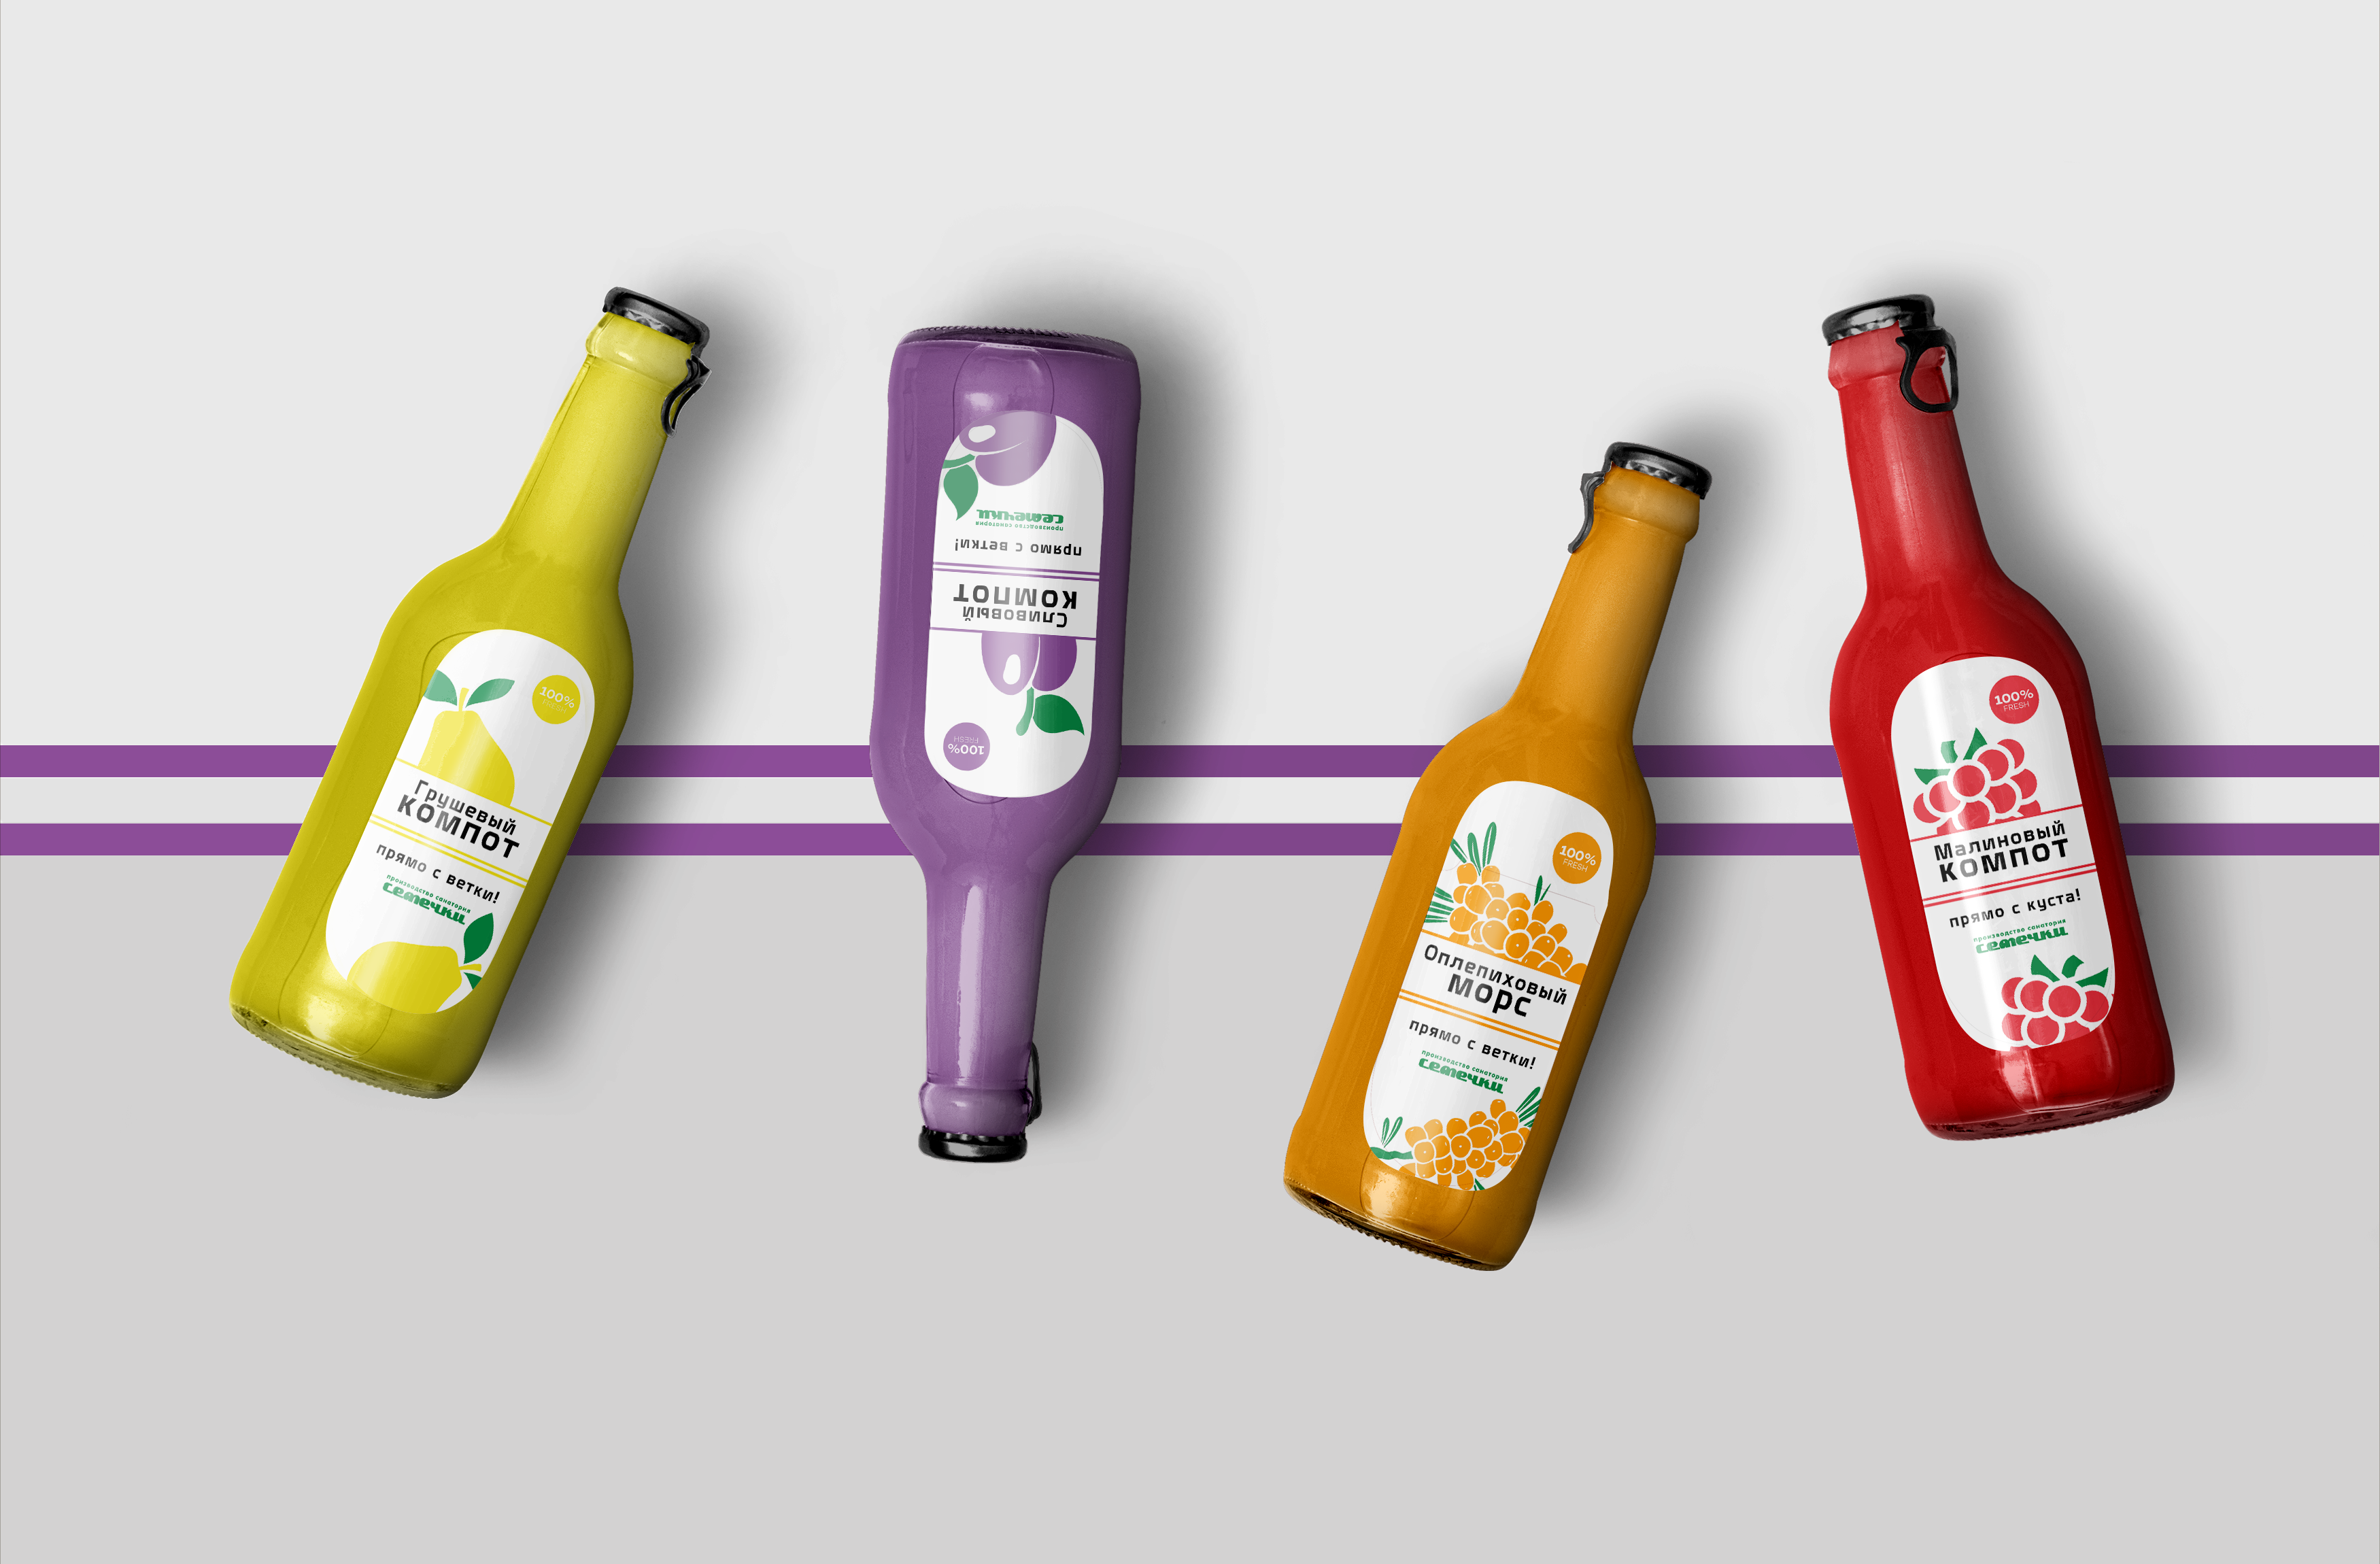 100%
FRESH
Грушевый
компот
прямо с ветки!
производство санатория
семечки
100%
FRESH
Сливовый
компот
прямо с ветки!
производство санатория
семечки
100%
FRESH
Оплепиховый
морс
прямо с ветки!
производство санатория
семечки
100%
FRESH
Малиновый
компот
прямо с куста!
производство санатория
семечки